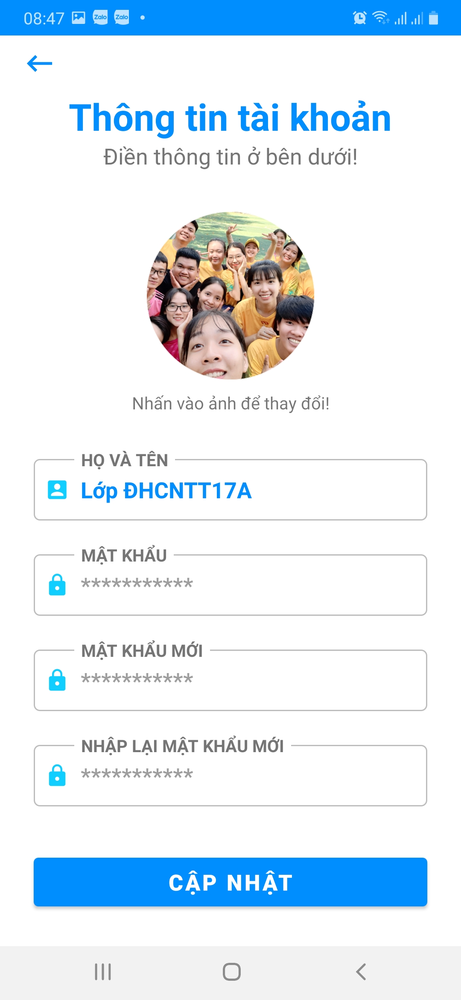 08:47 Zalo Zalo
Thông tin tài khoản
Điền thông tin ở bên dưới!
Nhấn vào ảnh để thay đổi!
HỌ VÀ TÊN
Lớp ĐHCNTT17A
MẬT KHẨU
***********
MẬT KHẨU MỚI
***********
NHẬP LẠI MẬT KHẨU MỚI
***********
CẬP NHẬT